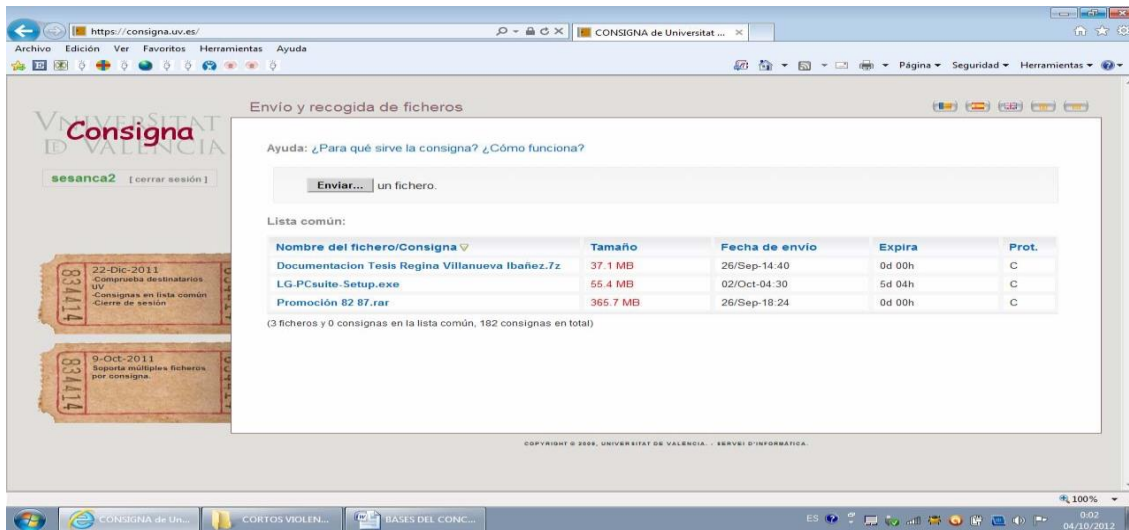 https://consigna.uv.es/
CONSIGNA de Universitat ...
Archivo Edición Ver Favoritos Herramientas Ayuda
Página Seguridad Herramientas
VNIVERSITAT
Consigna
ID VALENCIA
sesanca2 [cerrar sesión]
Envío y recogida de ficheros
Ayuda: ¿Para qué sirve la consigna? ¿Cómo funciona?
Enviar... un fichero.
Lista común:
Nombre del fichero/Consigna Tamaño Fecha de envío Expira Prot.
Documentacion Tesis Regina Villanueva Ibañez.7z 37.1 MB 26/Sep-14:40 0d 00h C
LG-PCsuite-Setup.exe 55.4 MB 02/Oct-04:30 5d 04h C
Promoción 82 87.rar 365.7 MB 26/Sep-18:24 0d 00h C
(3 ficheros y 0 consignas en la lista común, 182 consignas en total)
834414
22-Dic-2011
-Comprueba destinatarios
UV
-Consignas en lista común
-Cierre de sesión
834414
9-Oct-2011
Soporta múltiples ficheros
por consigna.
COPYRIGHT © 2008, UNIVERSITAT DE VALÈNCIA. - SERVEI D'INFORMÀTICA.
100%
CONSIGNA de Un... CORTOS VIOLEN... BASES DEL CONC...
ES
0:02
04/10/2012